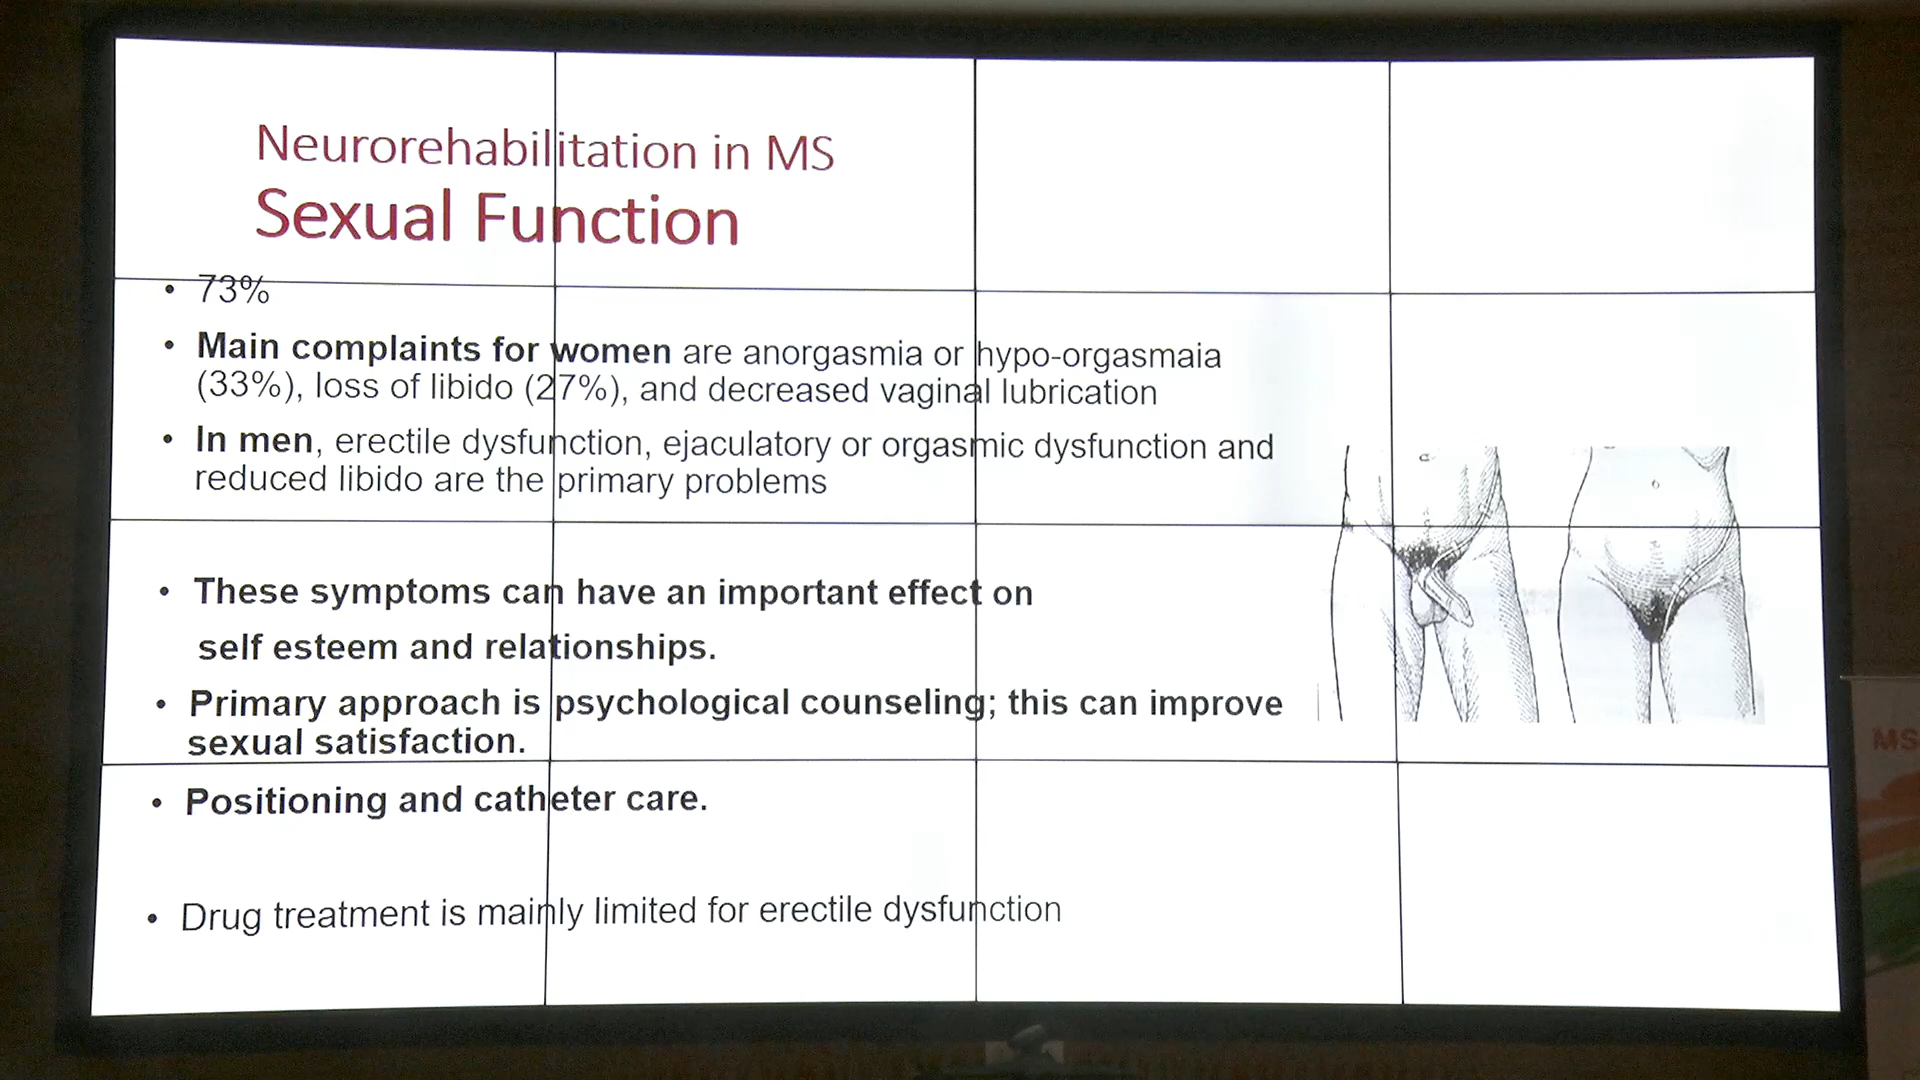 Neurorehabilitation in MS
Sexual Function
• 73%
• Main complaints for women are anorgasmia or hypo-orgasmaia
(33%), loss of libido (27%), and decreased vaginal lubrication
• In men, erectile dysfunction, ejaculatory or orgasmic dysfunction and
reduced libido are the primary problems
• These symptoms can have an important effect on
self esteem and relationships.
• Primary approach is psychological counseling; this can improve
sexual satisfaction.
• Positioning and catheter care.
• Drug treatment is mainly limited for erectile dysfunction
MS